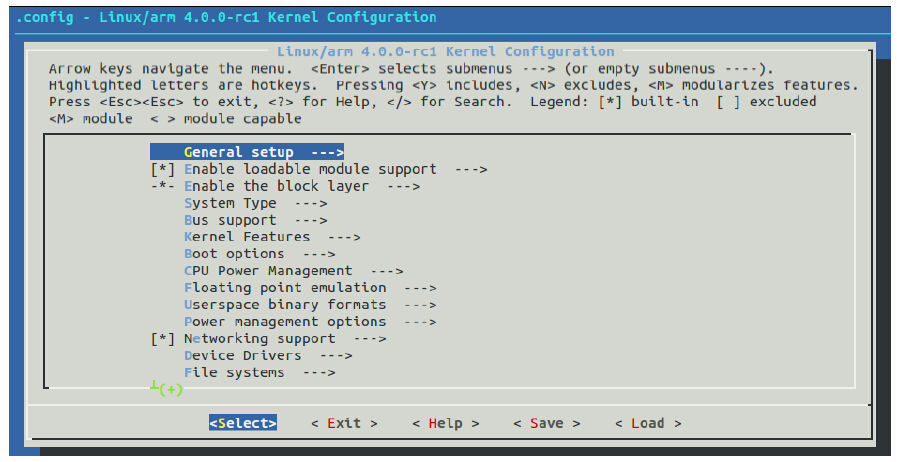 .config - Linux/arm 4.0.0-rc1 Kernel Configuration
Linux/arm 4.0.0-rc1 Kernel Configuration
Arrow keys navigate the menu.  <Enter> selects submenus ---> (or empty submenus ----).
Highlighted letters are hotkeys.  Pressing <Y> includes, <N> excludes, <M> modularizes features.
Press <Esc><Esc> to exit, <?> for Help, </> for Search.  Legend: [*] built-in  [ ] excluded
<M> module  < > module capable
General setup  --->
[*] Enable loadable module support  --->
-*- Enable the block layer  --->
System Type  --->
Bus support  --->
Kernel Features  --->
Boot options  --->
CPU Power Management  --->
Floating point emulation  --->
Userspace binary formats  --->
Power management options  --->
[*] Networking support  --->
Device Drivers  --->
File systems  --->
┴(+)
<Select>    < Exit >    < Help >    < Save >    < Load >